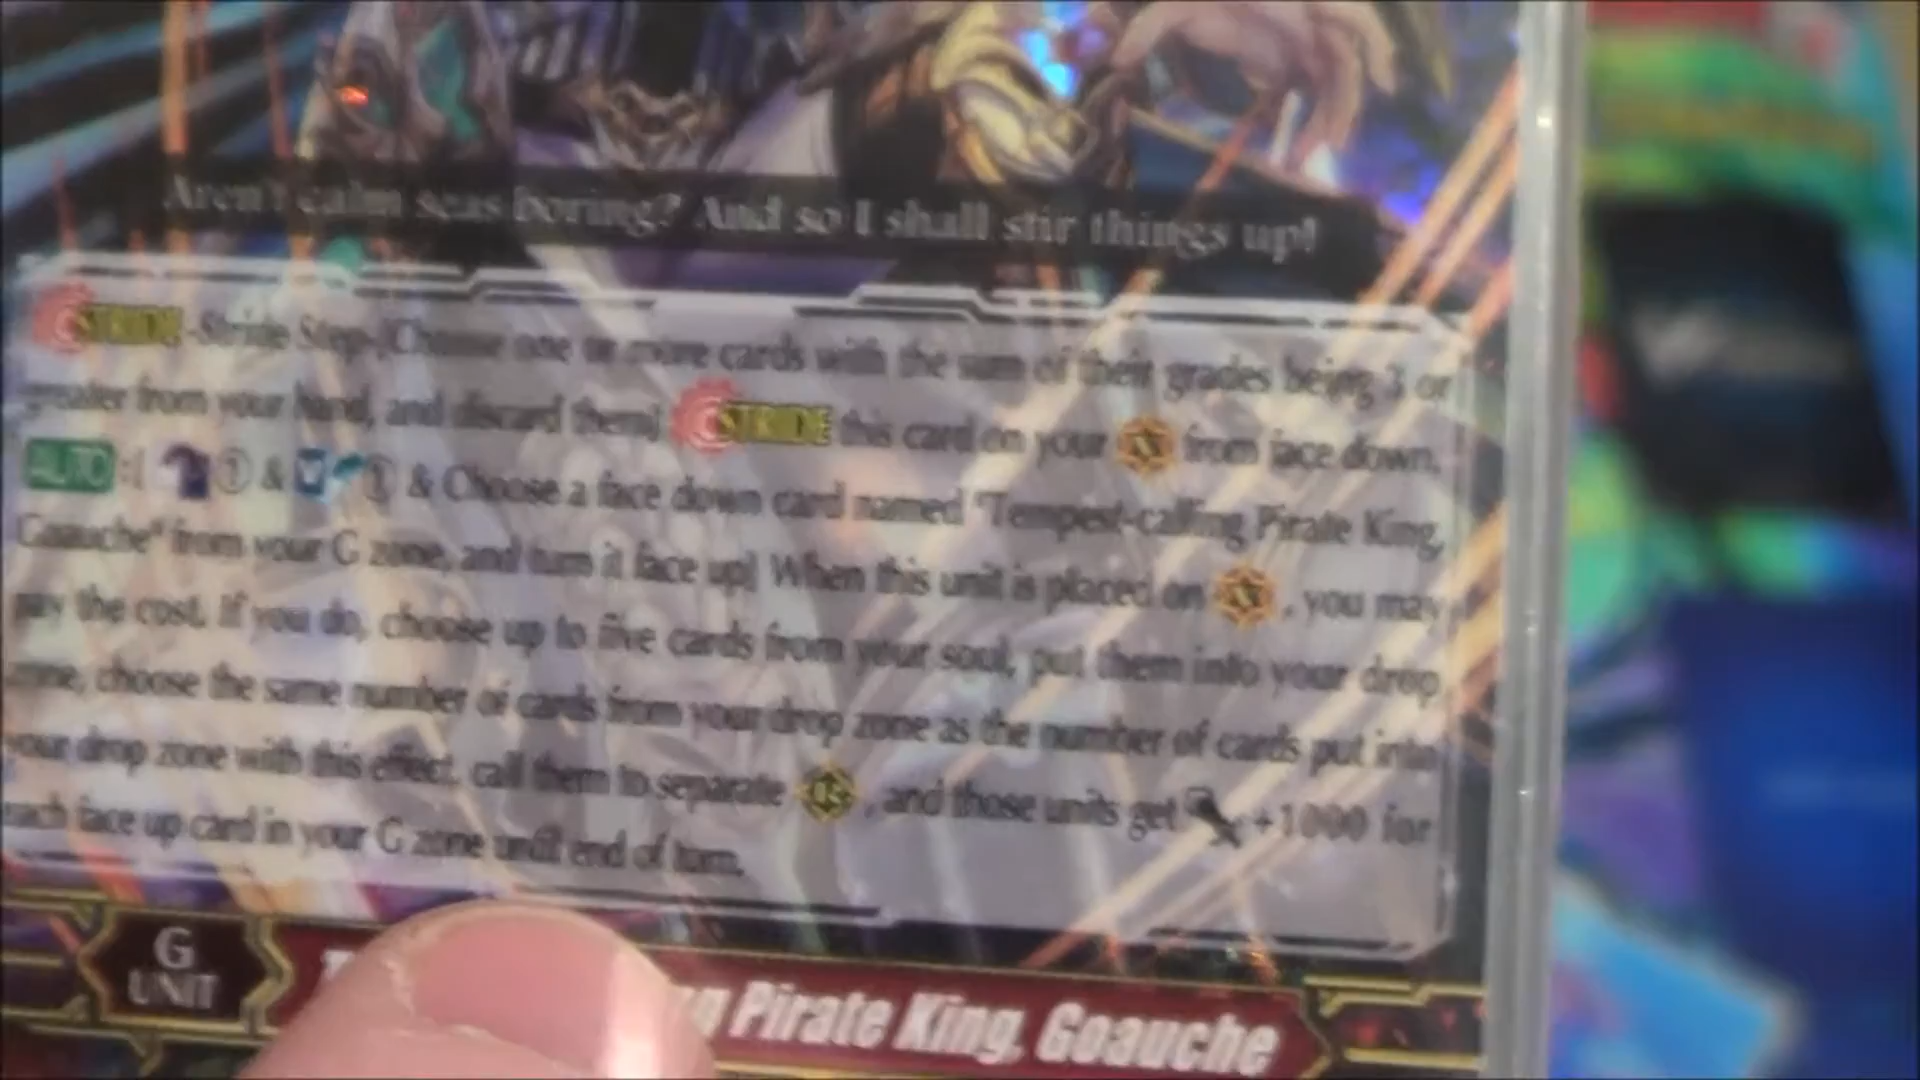 Aren't calm seas boring? And so I shall stir things up!
STRIDE -Stride Step-[Choose one or more cards with the sum of their grades being 3 or
greater from your hand, and discard them] STRIDE this card on your V from face down.
AUTO :[ 1 & 1 & Choose a face down card named "Tempest-calling Pirate King,
Goauche" from your G zone, and turn it face up] When this unit is placed on V , you may
pay the cost. If you do, choose up to five cards from your soul, put them into your drop
zone, choose the same number of cards from your drop zone as the number of cards put into
your drop zone with this effect, call them to separate R , and those units get +1000 for
each face up card in your G zone until end of turn.
G
UNIT
Pirate King, Goauche